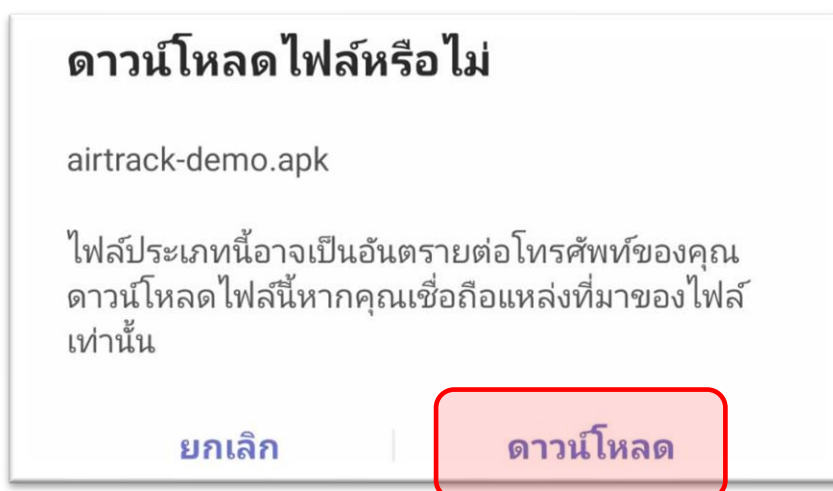 ดาวน์โหลดไฟล์หรือไม่
airtrack-demo.apk
ไฟล์ประเภทนี้อาจเป็นอันตรายต่อโทรศัพท์ของคุณ
ดาวน์โหลดไฟล์นี้หากคุณเชื่อถือแหล่งที่มาของไฟล์
เท่านั้น
ยกเลิก ดาวน์โหลด